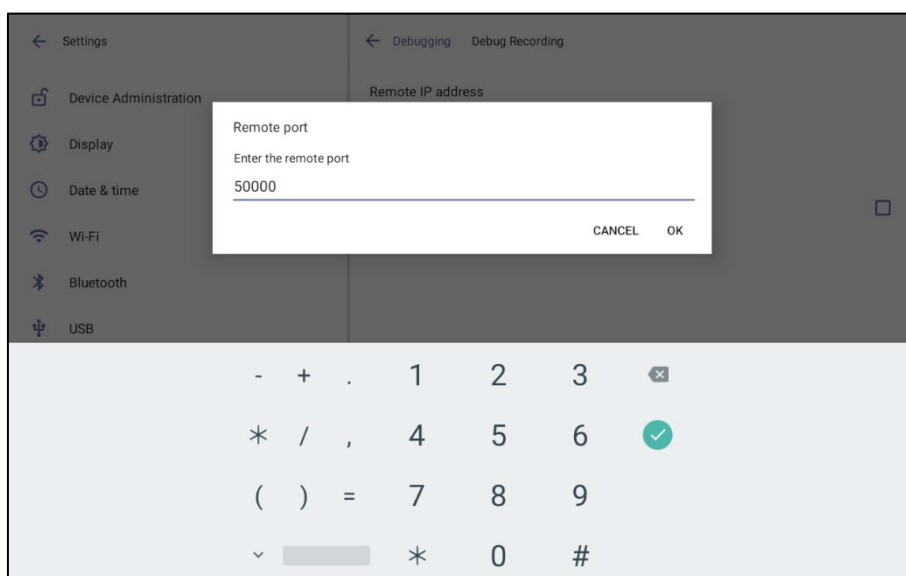 Settings
Debugging Debug Recording
Device Administration
Remote IP address
Display
Date & time
Wi-Fi
Bluetooth
USB
Remote port
Enter the remote port
50000
CANCEL OK
- + . 1 2 3
* / , 4 5 6
( ) = 7 8 9
* 0 #